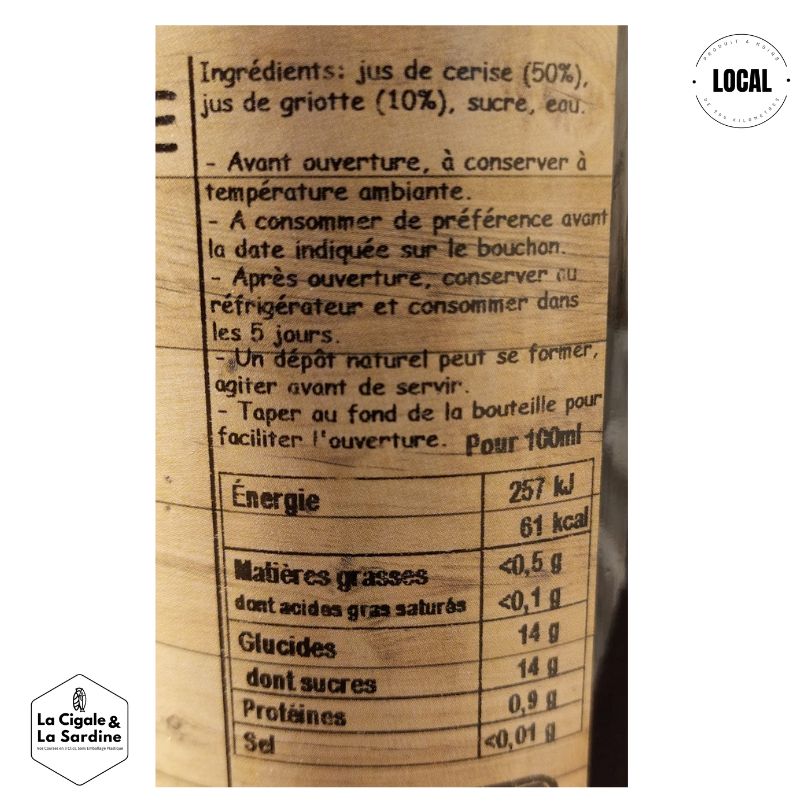 PRODUIT À MOINS
LOCAL
Ingrédients: jus de cerise (50%),
jus de griotte (10%), sucre, eau.
- Avant ouverture, à conserver à
température ambiante.
- A consommer de préférence avant
la date indiquée sur le bouchon.
- Après ouverture, conserver au
réfrigérateur et consommer dans
les 5 jours.
- Un dépôt naturel peut se former,
agiter avant de servir.
- Taper au fond de la bouteille pour
faciliter l'ouverture. Pour 100ml
Énergie 257 kJ
61 kcal
Matières grasses <0,5 g
dont acides gras saturés <0,1 g
Glucides 14 g
dont sucres 14 g
Protéines 0,9 g
Sel <0,01 g
La Cigale &
La Sardine